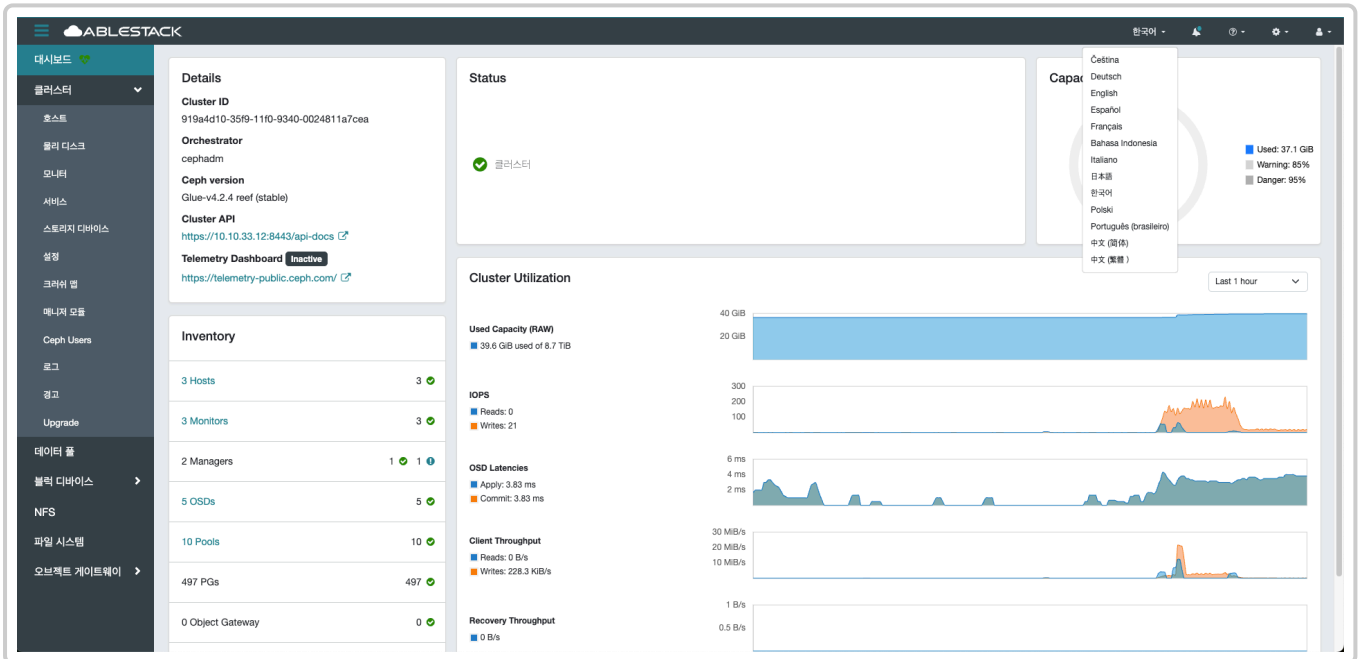 ABLESTACK
한국어
대시보드
클러스터
호스트
물리 디스크
모니터
서비스
스토리지 디바이스
설정
크러쉬 맵
매니저 모듈
Ceph Users
로그
경고
Upgrade
데이터 풀
블럭 디바이스
NFS
파일 시스템
오브젝트 게이트웨이
Details
Cluster ID
919a4d10-35f9-11f0-9340-0024811a7cea
Orchestrator
cephadm
Ceph version
Glue-v4.2.4 reef (stable)
Cluster API
https://10.10.33.12:8443/api-docs
Telemetry Dashboard Inactive
https://telemetry-public.ceph.com/
Inventory
3 Hosts 3
3 Monitors 3
2 Managers 1 1
5 OSDs 5
10 Pools 10
497 PGs 497
0 Object Gateway 0
Status
클러스터
Čeština
Deutsch
English
Español
Français
Bahasa Indonesia
Italiano
日本語
한국어
Polski
Português (brasileiro)
中文 (简体)
中文 (繁體 )
Used: 37.1 GiB
Warning: 85%
Danger: 95%
Cluster Utilization
Last 1 hour
Used Capacity (RAW)
39.6 GiB used of 8.7 TiB
40 GiB
20 GiB
IOPS
Reads: 0
Writes: 21
300
200
100
OSD Latencies
Apply: 3.83 ms
Commit: 3.83 ms
6 ms
4 ms
2 ms
Client Throughput
Reads: 0 B/s
Writes: 228.3 KiB/s
30 MiB/s
20 MiB/s
10 MiB/s
Recovery Throughput
0 B/s
1 B/s
0.5 B/s